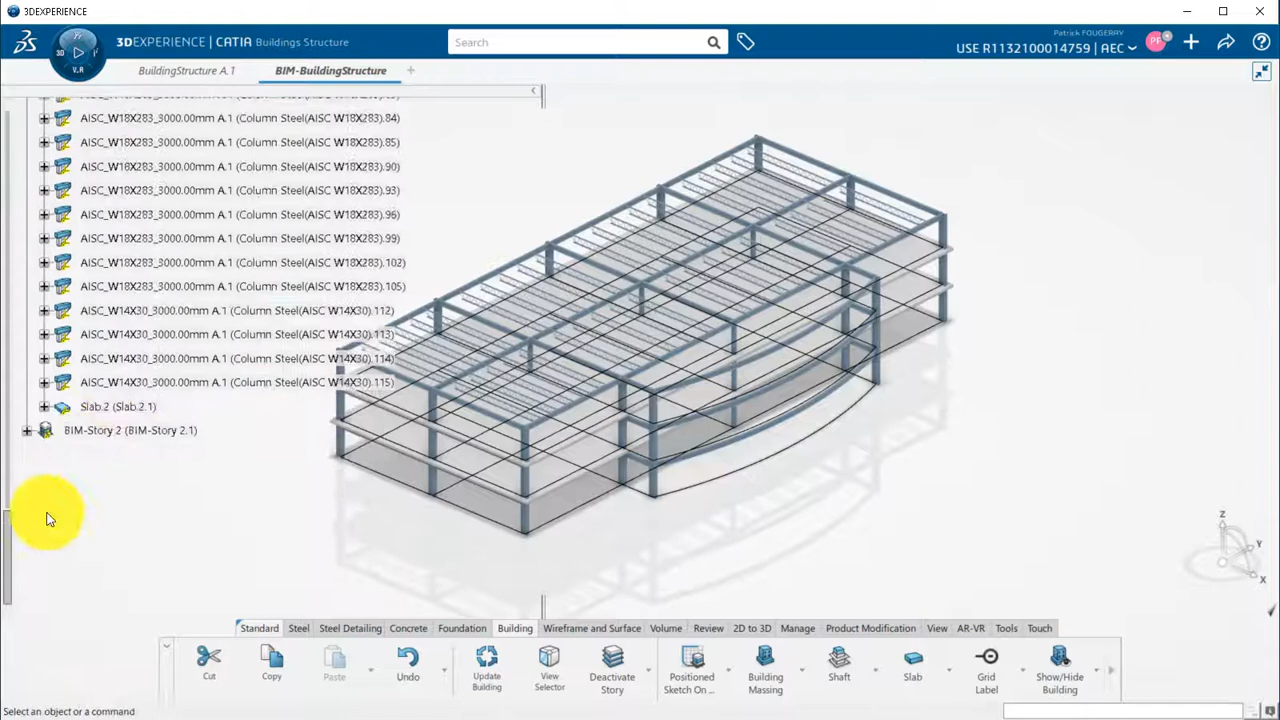 3DEXPERIENCE
3DEXPERIENCE | CATIA Buildings Structure
Search
Patrick FOUGERAY
USE R1132100014759 | AEC
PF
3D
V.R
BuildingStructure A.1
BIM-BuildingStructure
AISC_W18X283_3000.00mm A.1 (Column Steel(AISC W18X283).84)
AISC_W18X283_3000.00mm A.1 (Column Steel(AISC W18X283).85)
AISC_W18X283_3000.00mm A.1 (Column Steel(AISC W18X283).90)
AISC_W18X283_3000.00mm A.1 (Column Steel(AISC W18X283).93)
AISC_W18X283_3000.00mm A.1 (Column Steel(AISC W18X283).96)
AISC_W18X283_3000.00mm A.1 (Column Steel(AISC W18X283).99)
AISC_W18X283_3000.00mm A.1 (Column Steel(AISC W18X283).102)
AISC_W18X283_3000.00mm A.1 (Column Steel(AISC W18X283).105)
AISC_W14X30_3000.00mm A.1 (Column Steel(AISC W14X30).112)
AISC_W14X30_3000.00mm A.1 (Column Steel(AISC W14X30).113)
AISC_W14X30_3000.00mm A.1 (Column Steel(AISC W14X30).114)
AISC_W14X30_3000.00mm A.1 (Column Steel(AISC W14X30).115)
Slab.2 (Slab.2.1)
BIM-Story 2 (BIM-Story 2.1)
Z
Y
X
Standard Steel Steel Detailing Concrete Foundation Building Wireframe and Surface Volume Review 2D to 3D Manage Product Modification View AR-VR Tools Touch
Cut
Copy
Paste
Undo
Update Building
View Selector
Deactivate Story
Positioned Sketch On ...
Building Massing
Shaft
Slab
Grid Label
Show/Hide Building
Select an object or a command